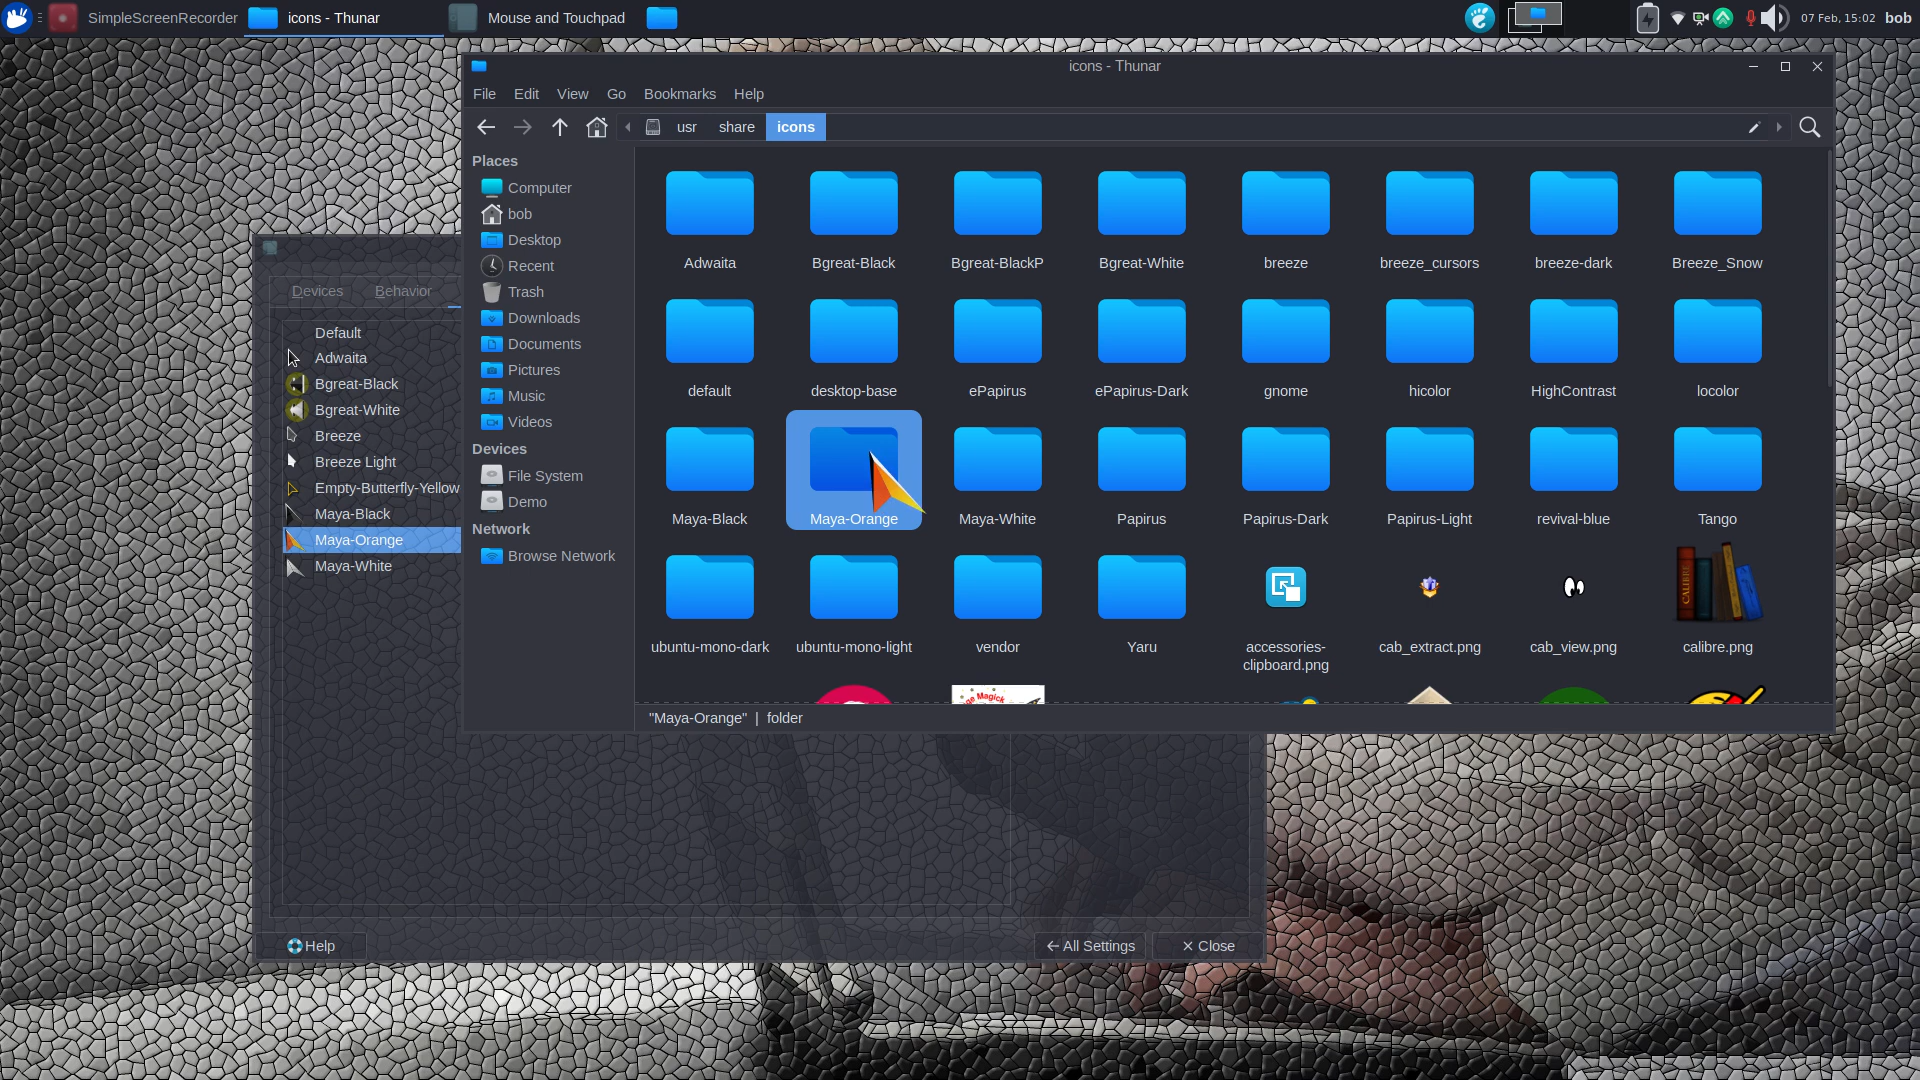 SimpleScreenRecorder
icons - Thunar
Mouse and Touchpad
07 Feb, 15:02
bob
icons - Thunar
File Edit View Go Bookmarks Help
usr share icons
Places
Computer
bob
Desktop
Recent
Trash
Downloads
Documents
Pictures
Music
Videos
Devices
File System
Demo
Network
Browse Network
Adwaita
Bgreat-Black
Bgreat-BlackP
Bgreat-White
breeze
breeze_cursors
breeze-dark
Breeze_Snow
default
desktop-base
ePapirus
ePapirus-Dark
gnome
hicolor
HighContrast
locolor
Maya-Black
Maya-Orange
Maya-White
Papirus
Papirus-Dark
Papirus-Light
revival-blue
Tango
CALIBRE
ubuntu-mono-dark
ubuntu-mono-light
vendor
Yaru
accessories-
clipboard.png
cab_extract.png
cab_view.png
calibre.png
ge Magick
"Maya-Orange" | folder
Devices Behavior
Default
Adwaita
Bgreat-Black
Bgreat-White
Breeze
Breeze Light
Empty-Butterfly-Yellow
Maya-Black
Maya-Orange
Maya-White
Help
All Settings
Close